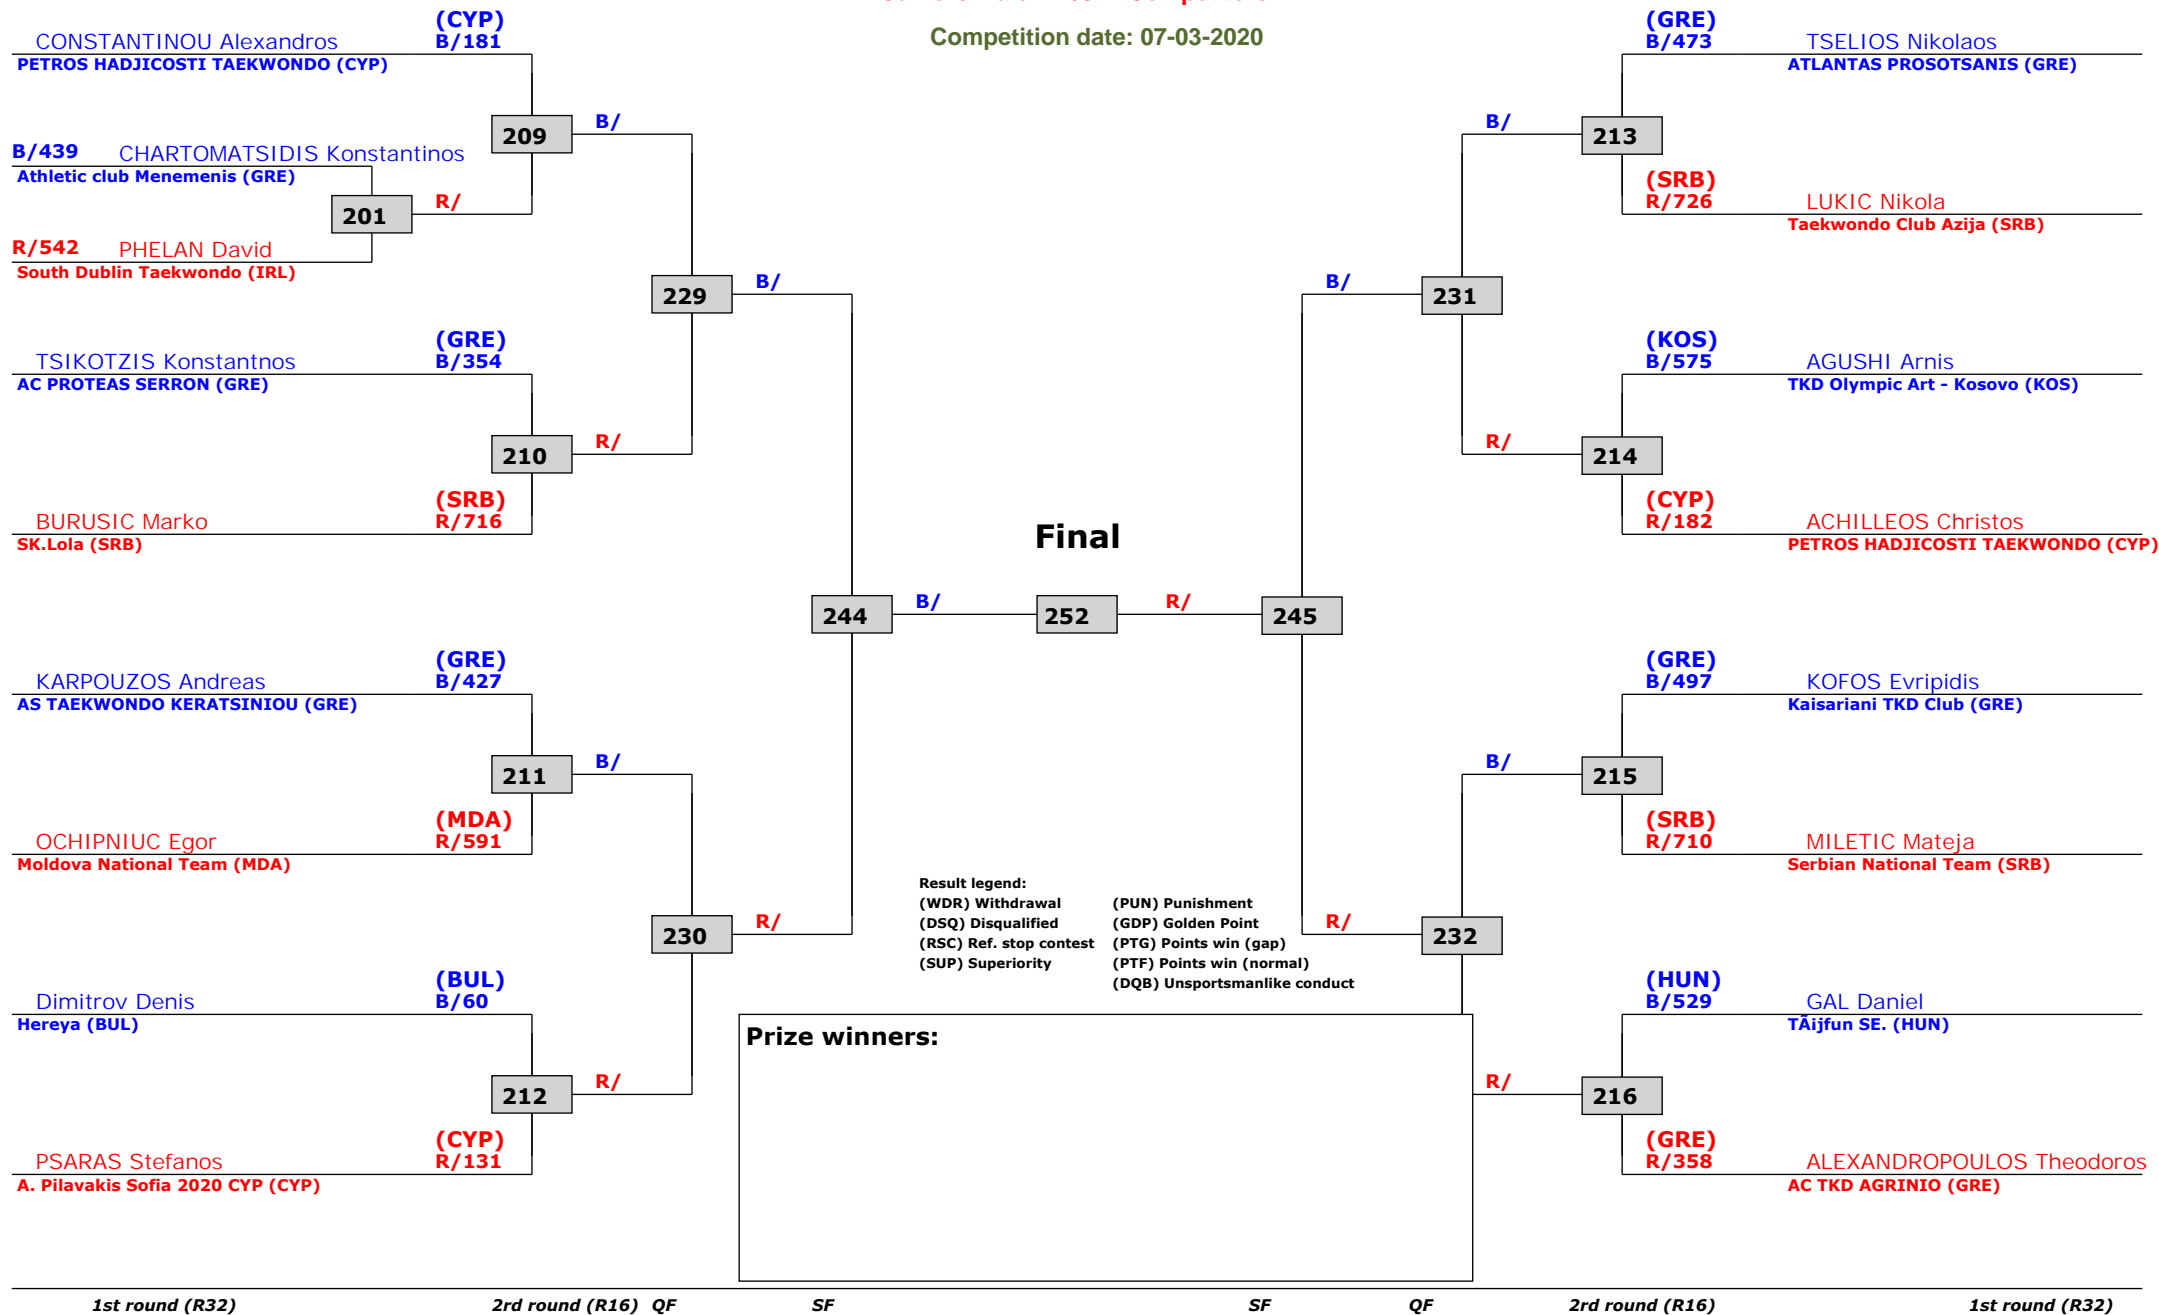 Competition date: 07-03-2020
(CYP)
CONSTANTINOU Alexandros B/181
PETROS HADJICOSTI TAEKWONDO (CYP)
209
B/
B/439 CHARTOMATSIDIS Konstantinos
Athletic club Menemenis (GRE)
201
R/
R/542 PHELAN David
South Dublin Taekwondo (IRL)
229
B/
(GRE)
TSIKOTZIS Konstantnos B/354
AC PROTEAS SERRON (GRE)
210
R/
(SRB)
BURUSIC Marko R/716
SK.Lola (SRB)
244
B/
(GRE)
KARPOUZOS Andreas B/427
AS TAEKWONDO KERATSINIOU (GRE)
211
B/
(MDA)
OCHIPNIUC Egor R/591
Moldova National Team (MDA)
230
R/
(BUL)
Dimitrov Denis B/60
Hereya (BUL)
212
R/
(CYP)
PSARAS Stefanos R/131
A. Pilavakis Sofia 2020 CYP (CYP)
Final
252
R/
245
(GRE)
B/473 TSELIOS Nikolaos
ATLANTAS PROSOTSANIS (GRE)
B/
213
(SRB)
R/726 LUKIC Nikola
Taekwondo Club Azija (SRB)
B/
231
(KOS)
B/575 AGUSHI Arnis
TKD Olympic Art - Kosovo (KOS)
R/
214
(CYP)
R/182 ACHILLEOS Christos
PETROS HADJICOSTI TAEKWONDO (CYP)
(GRE)
B/497 KOFOS Evripidis
Kaisariani TKD Club (GRE)
B/
215
(SRB)
R/710 MILETIC Mateja
Serbian National Team (SRB)
R/
232
(HUN)
B/529 GAL Daniel
TÃijfun SE. (HUN)
R/
216
(GRE)
R/358 ALEXANDROPOULOS Theodoros
AC TKD AGRINIO (GRE)
Result legend:
(WDR) Withdrawal (PUN) Punishment
(DSQ) Disqualified (GDP) Golden Point
(RSC) Ref. stop contest (PTG) Points win (gap)
(SUP) Superiority (PTF) Points win (normal)
(DQB) Unsportsmanlike conduct
Prize winners:
1st round (R32) 2rd round (R16) QF SF SF QF 2rd round (R16) 1st round (R32)